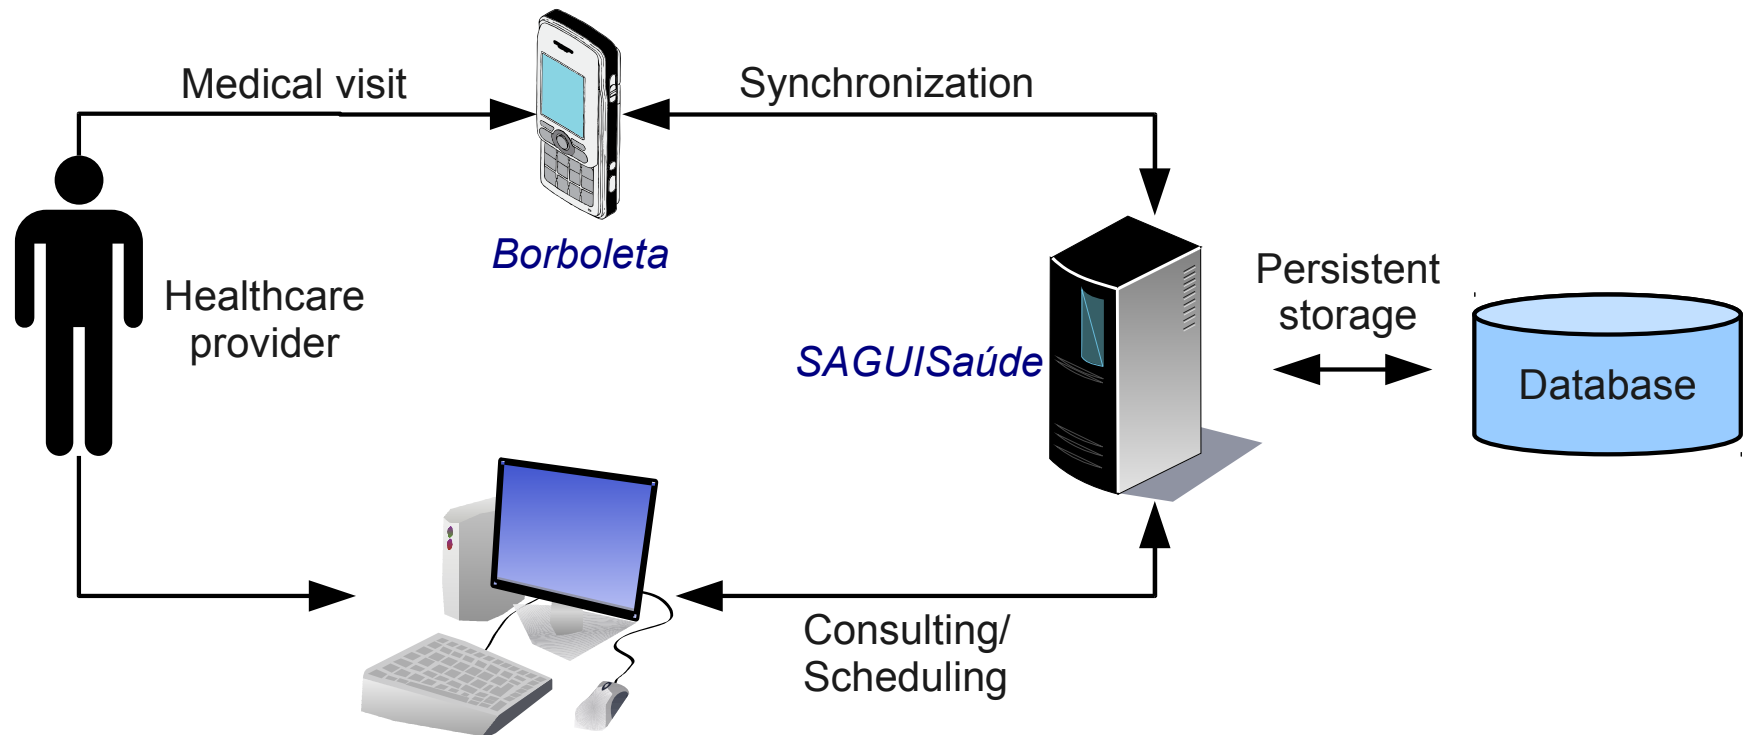 Medical visit
Synchronization
Borboleta
Healthcare
provider
Persistent
storage
SAGUISaúde
Database
Consulting/
Scheduling